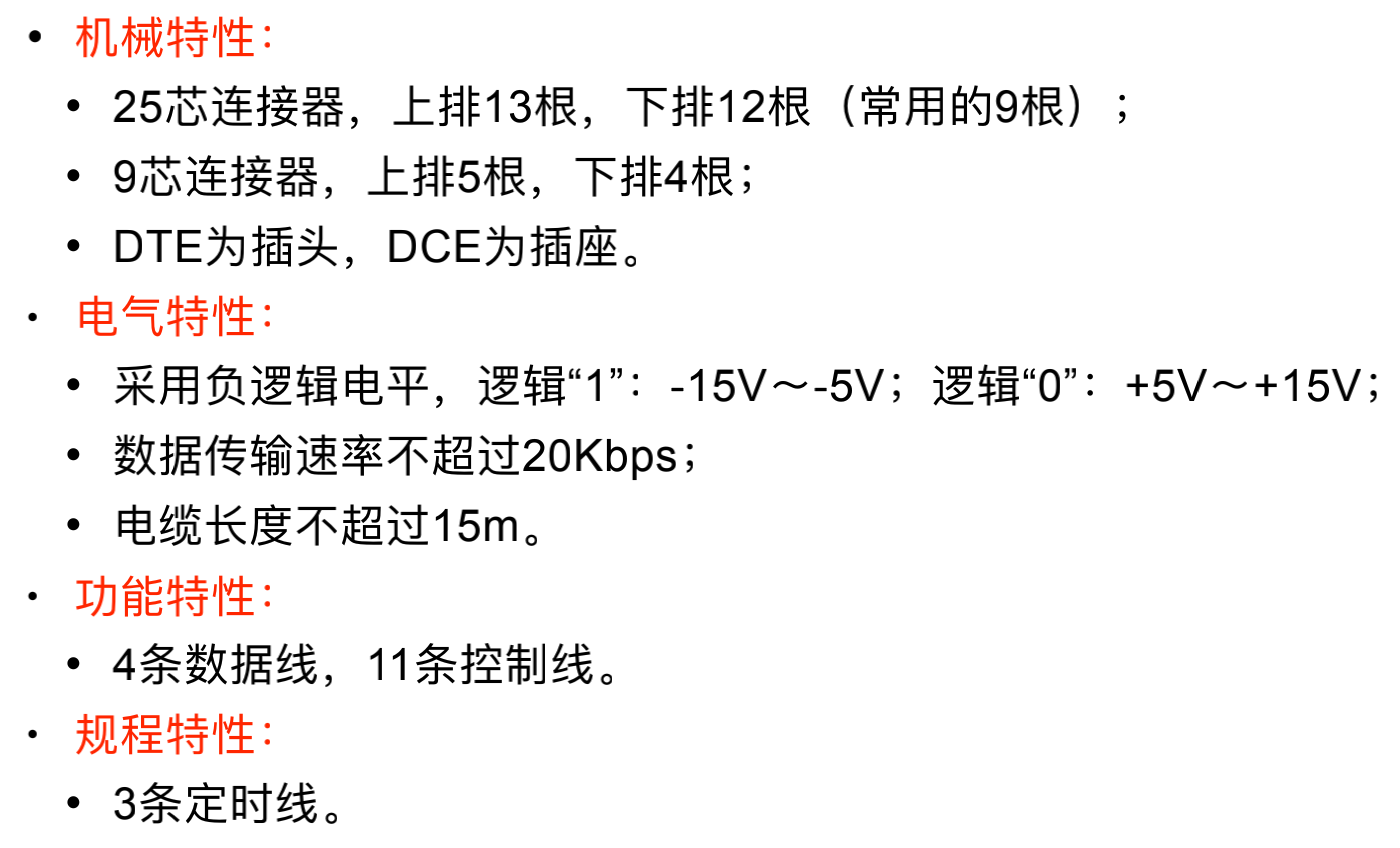 • 机械特性：
• 25芯连接器，上排13根，下排12根（常用的9根）；
• 9芯连接器，上排5根，下排4根；
• DTE为插头，DCE为插座。
• 电气特性：
• 采用负逻辑电平，逻辑“1”：-15V～-5V；逻辑“0”：+5V～+15V；
• 数据传输速率不超过20Kbps；
• 电缆长度不超过15m。
• 功能特性：
• 4条数据线，11条控制线。
• 规程特性：
• 3条定时线。